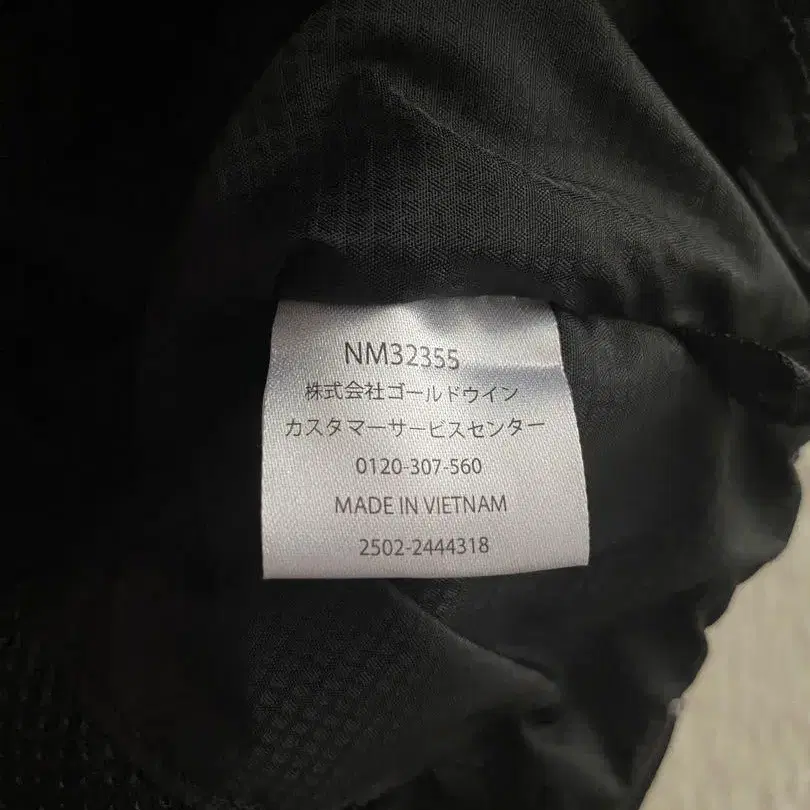 NM32355
株式会社ゴールドウイン
カスタマーサービスセンター
0120-307-560
MADE IN VIETNAM
2502-2444318